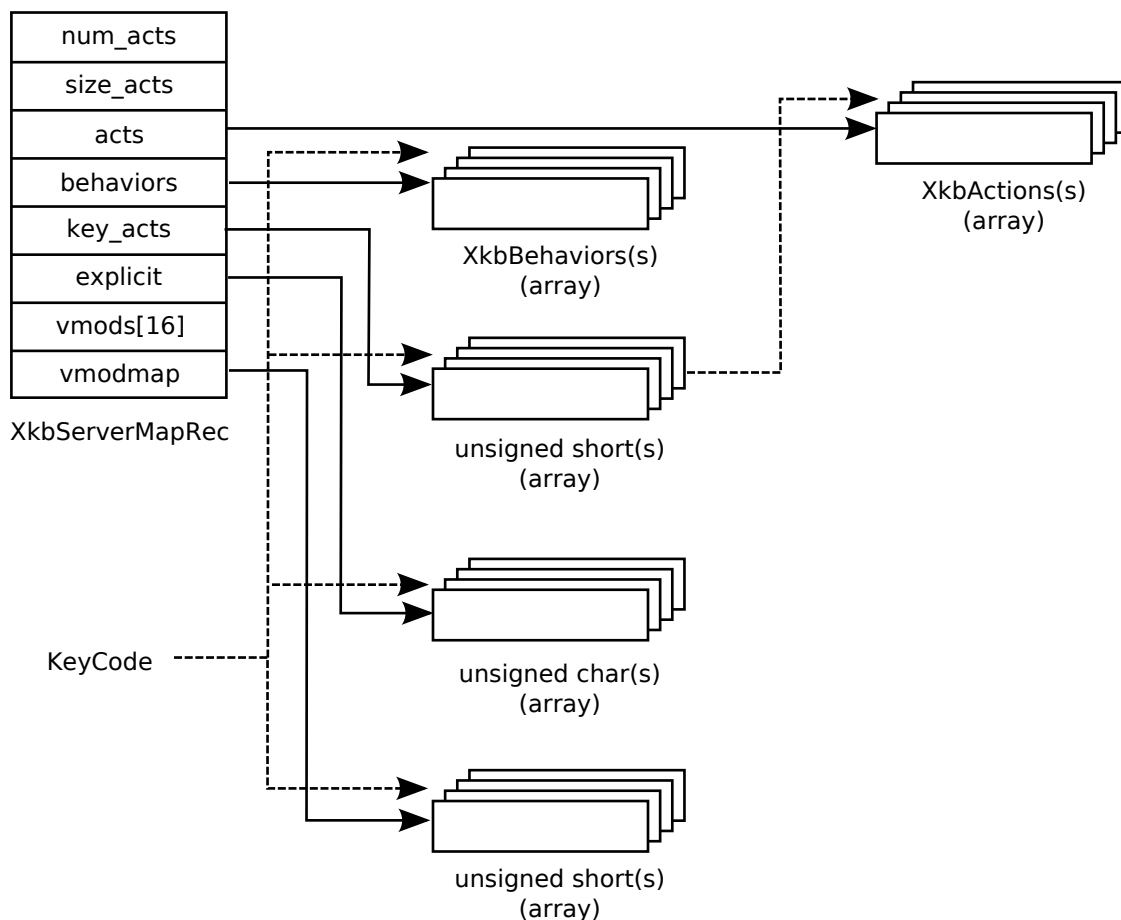 num_acts
size_acts
acts
behaviors
key_acts
explicit
vmods[16]
vmodmap
XkbServerMapRec
XkbActions(s)
(array)
XkbBehaviors(s)
(array)
unsigned short(s)
(array)
KeyCode
unsigned char(s)
(array)
unsigned short(s)
(array)